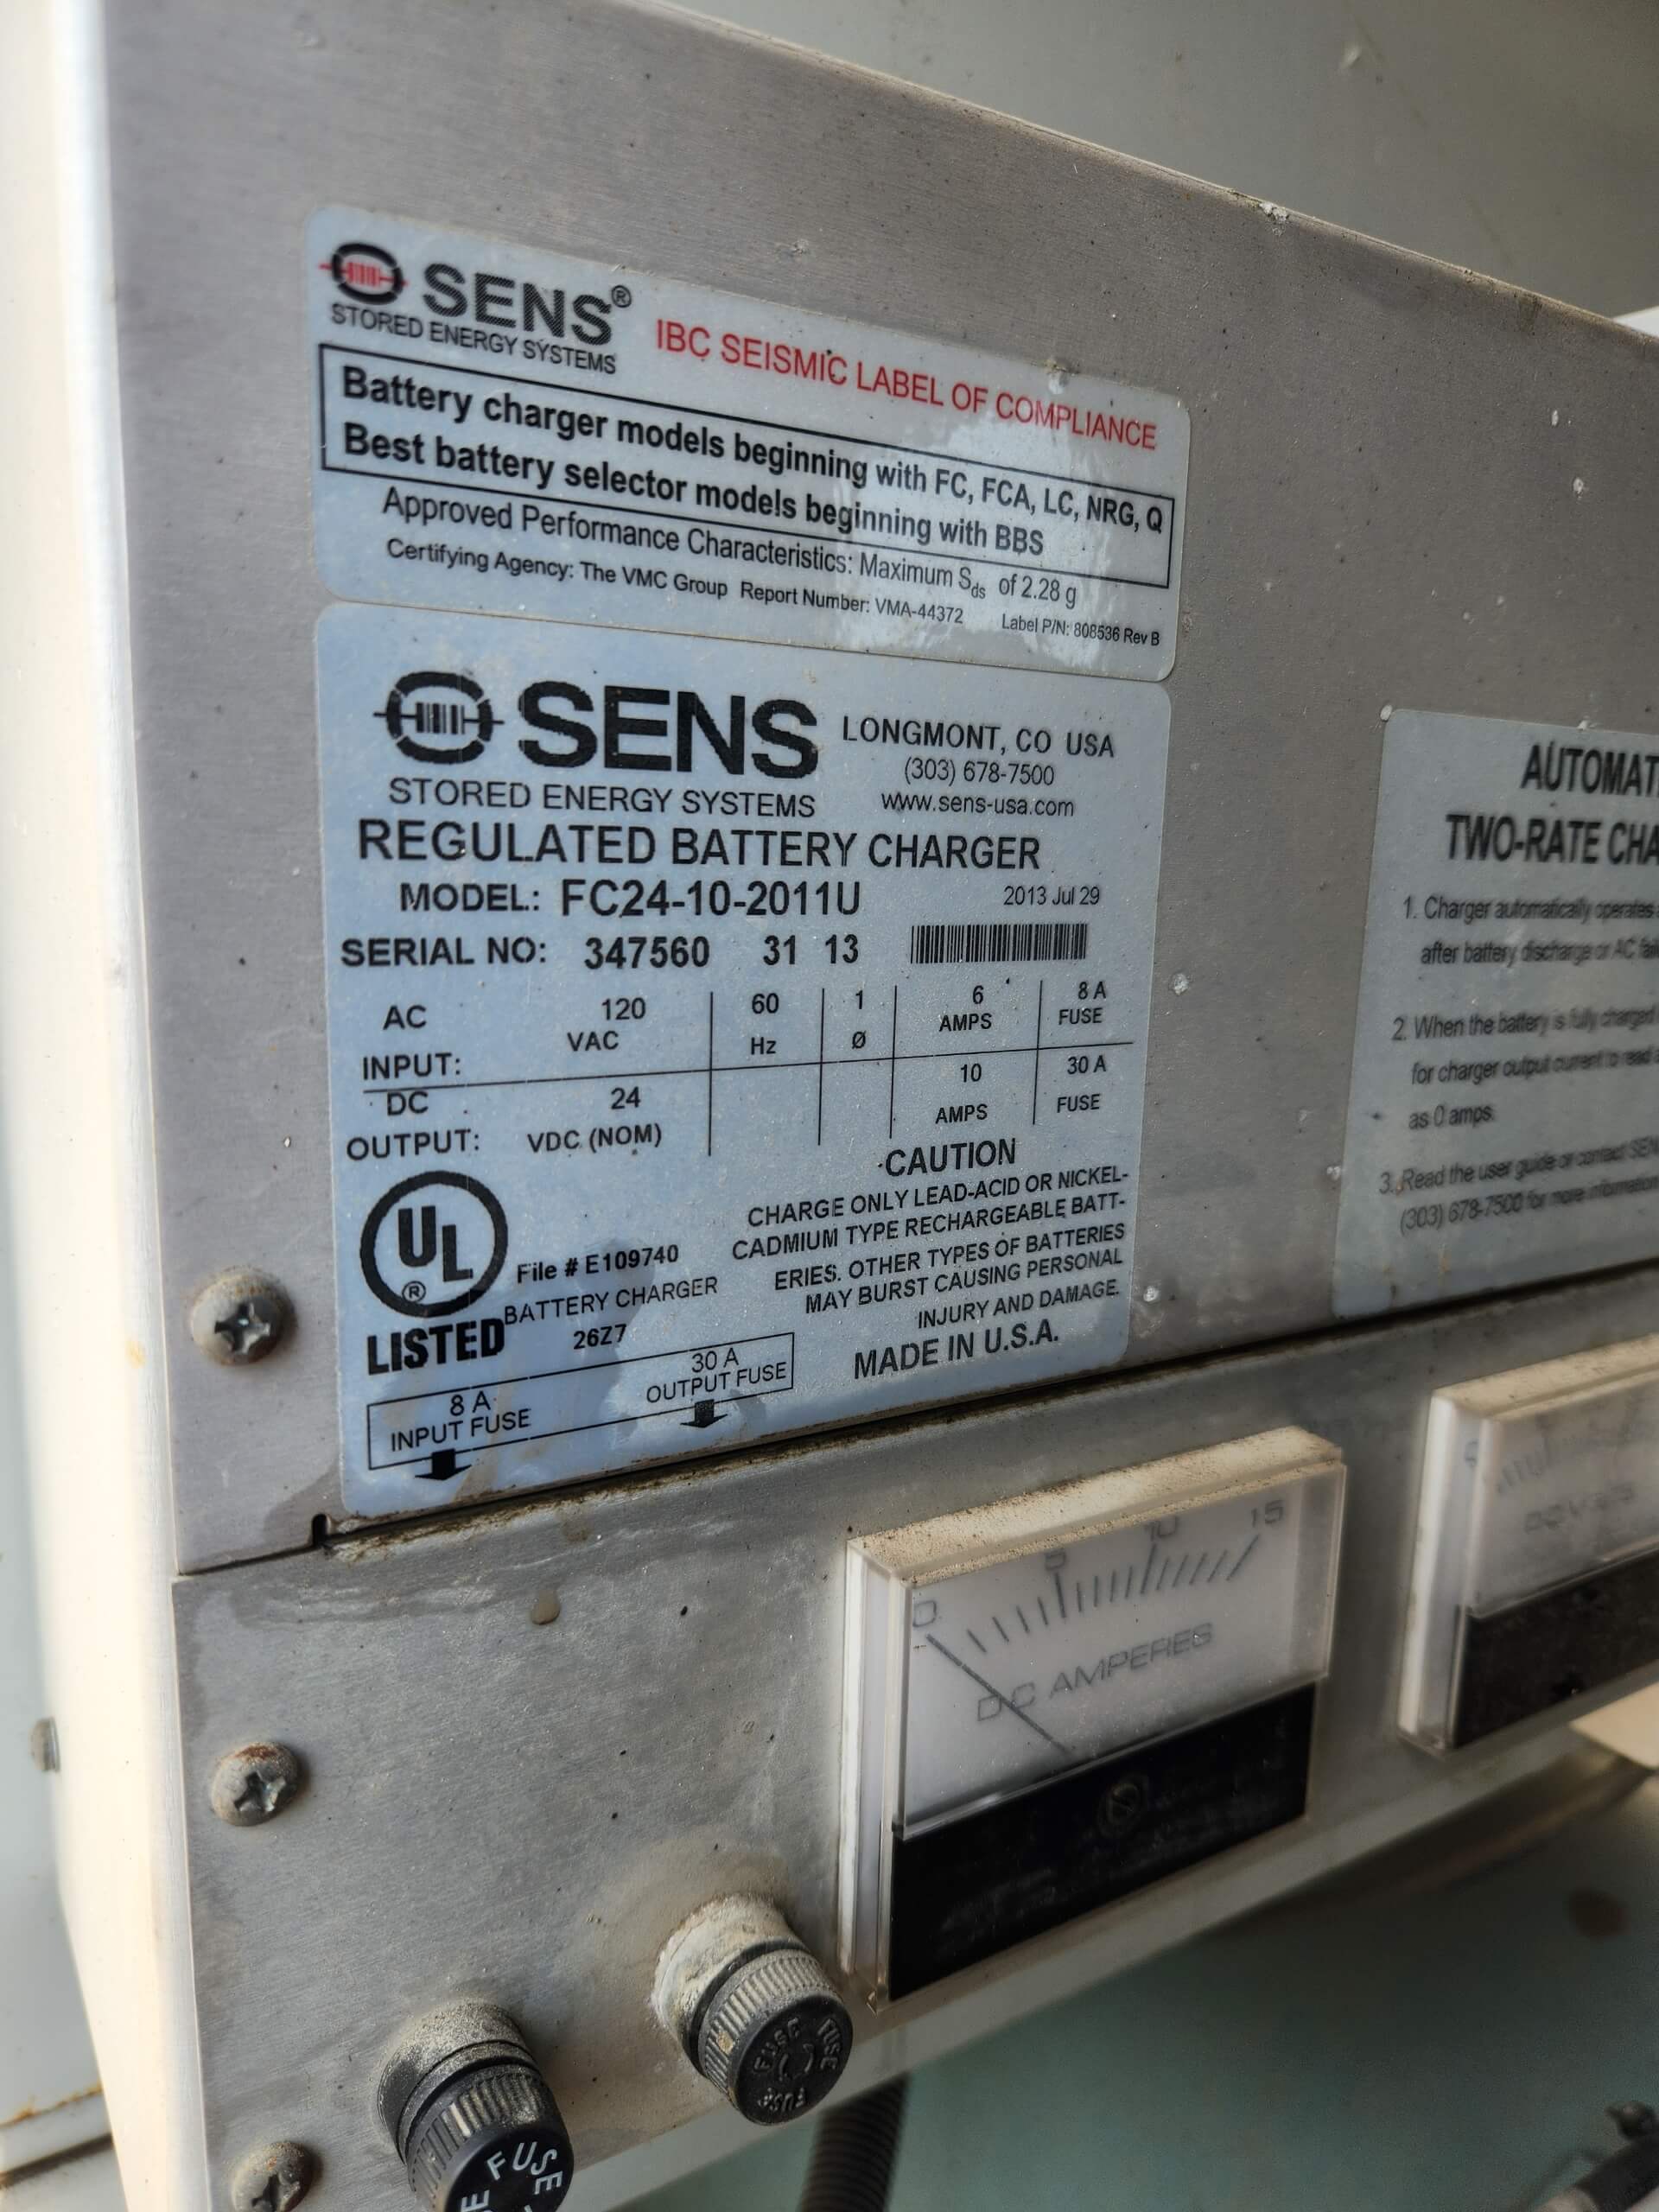 SENS®
STORED ENERGY SYSTEMS
IBC SEISMIC LABEL OF COMPLIANCE
Battery charger models beginning with FC, FCA, LC, NRG, Q
Best battery selector models beginning with BBS
Approved Performance Characteristics: Maximum Sds of 2.28 g
Certifying Agency: The VMC Group Report Number: VMA-44372 Label P/N: 808536 Rev B
SENS
STORED ENERGY SYSTEMS
LONGMONT, CO USA
(303) 678-7500
www.sens-usa.com
REGULATED BATTERY CHARGER
MODEL: FC24-10-2011U 2013 Jul 29
SERIAL NO: 347560 31 13
AC 120 60 1 6 8 A
INPUT: VAC Hz Ø AMPS FUSE
DC 24 10 30 A
OUTPUT: VDC (NOM) AMPS FUSE
UL
®
LISTED
File # E109740
BATTERY CHARGER
26Z7
CAUTION
CHARGE ONLY LEAD-ACID OR NICKEL-
CADMIUM TYPE RECHARGEABLE BATT-
ERIES. OTHER TYPES OF BATTERIES
MAY BURST CAUSING PERSONAL
INJURY AND DAMAGE.
MADE IN U.S.A.
8 A
INPUT FUSE
30 A
OUTPUT FUSE
AUTOMAT
TWO-RATE CHA
1. Charger automatically operates
after battery discharge or AC fail
2. When the battery is fully charged
for charger output current to read
as 0 amps.
3. Read the user guide or contact SEN
(303) 678-7500 for more information
0 5 10 15
DC AMPERES
0
DC
FUSE FUSE FUSE
FUSE